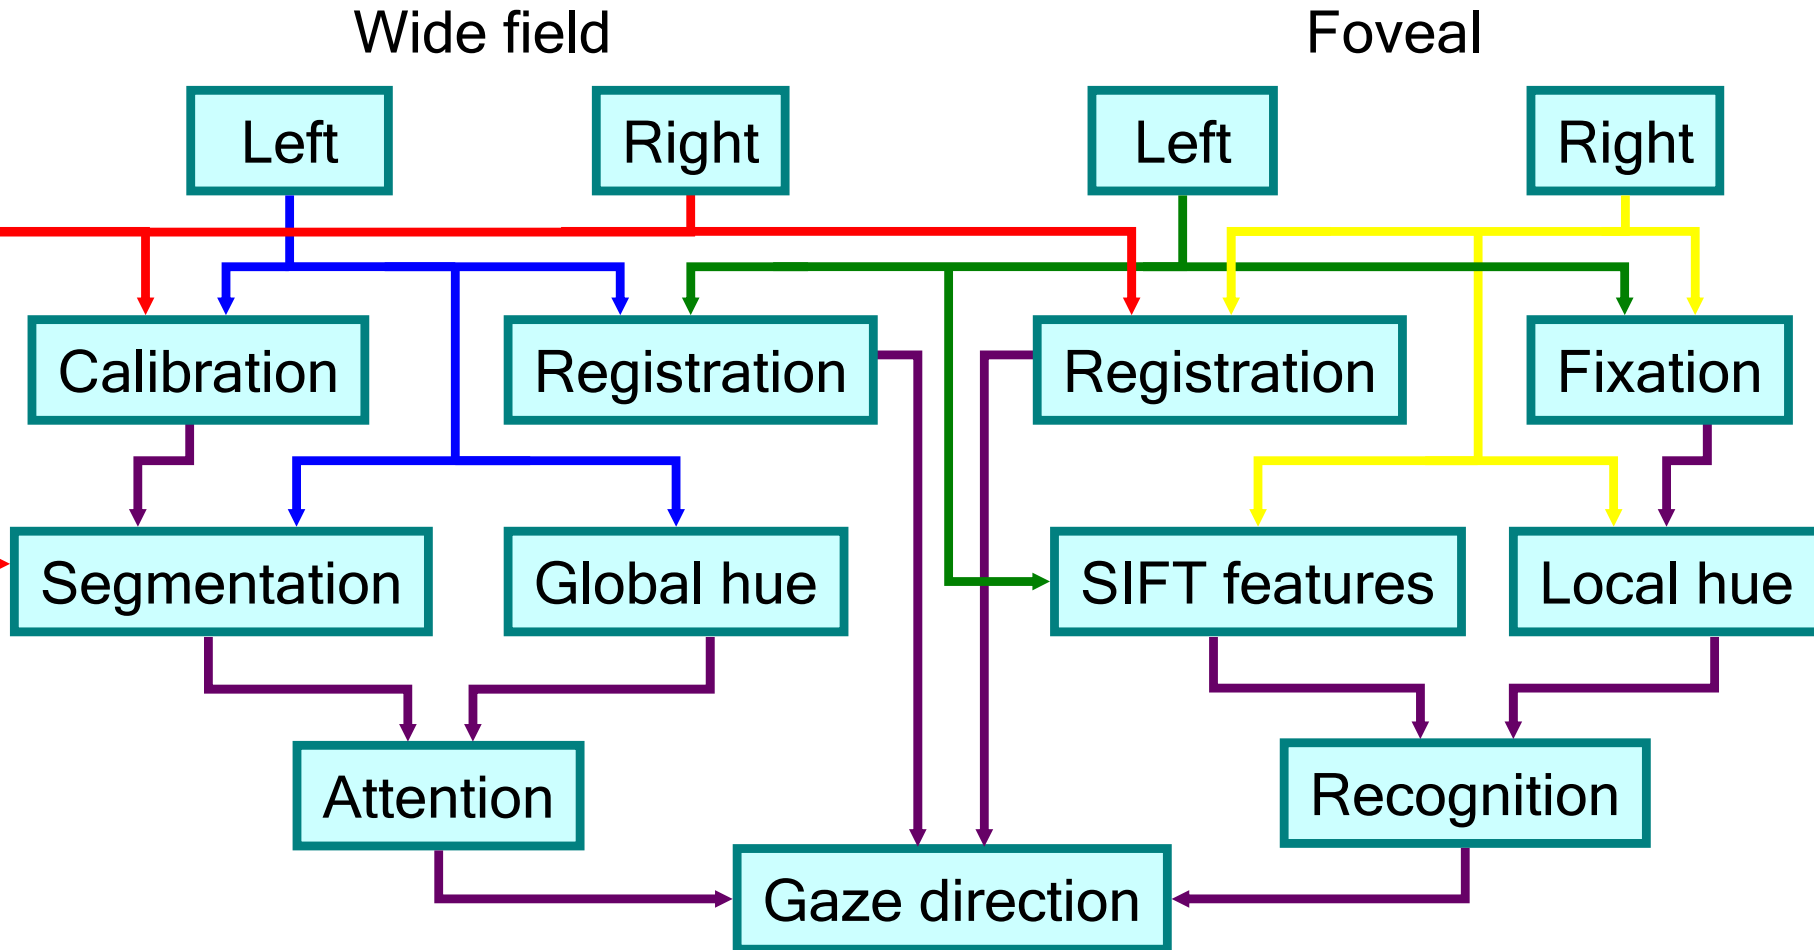 Wide field
Foveal
Left
Right
Left
Right
Calibration
Registration
Registration
Fixation
Segmentation
Global hue
SIFT features
Local hue
Attention
Recognition
Gaze direction